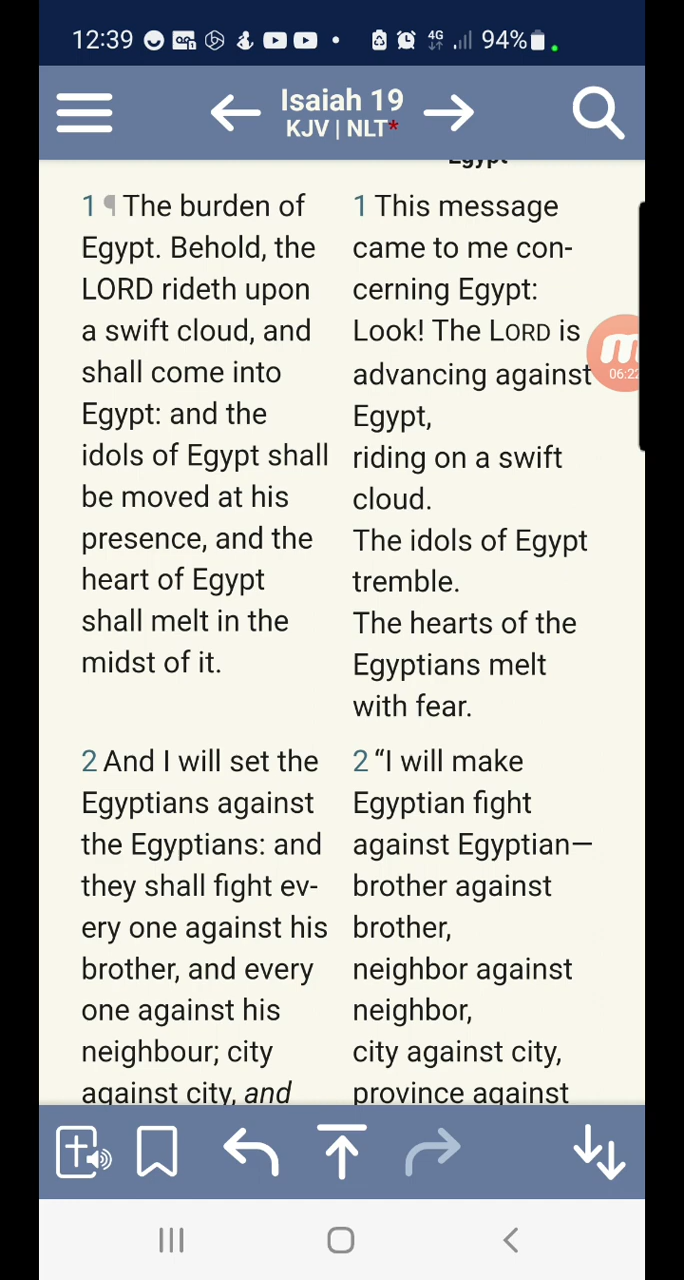 12:39
4G
94%
Isaiah 19
KJV | NLT*
Egypt
1 ¶ The burden of
Egypt. Behold, the
LORD rideth upon
a swift cloud, and
shall come into
Egypt: and the
idols of Egypt shall
be moved at his
presence, and the
heart of Egypt
shall melt in the
midst of it.
2 And I will set the
Egyptians against
the Egyptians: and
they shall fight ev-
ery one against his
brother, and every
one against his
neighbour; city
against city, and
1 This message
came to me con-
cerning Egypt:
Look! The LORD is
advancing against
Egypt,
riding on a swift
cloud.
The idols of Egypt
tremble.
The hearts of the
Egyptians melt
with fear.
2 “I will make
Egyptian fight
against Egyptian—
brother against
brother,
neighbor against
neighbor,
city against city,
province against
06:22